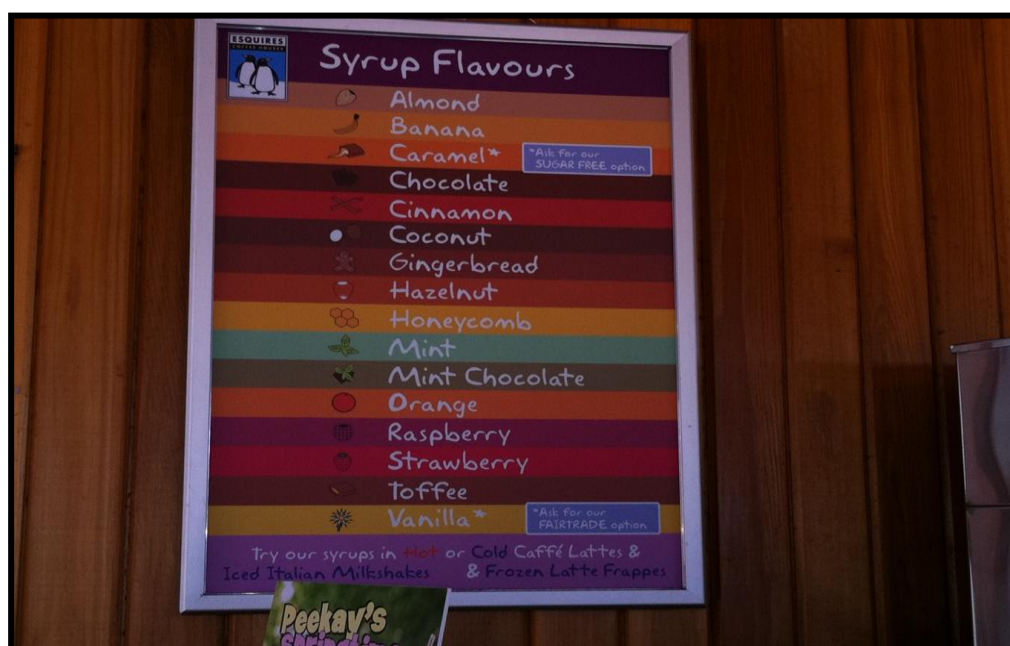 ESQUIRES
COFFEE HOUSES
Syrup Flavours
Almond
Banana
Caramel*
*Ask for our
SUGAR FREE option
Chocolate
Cinnamon
Coconut
Gingerbread
Hazelnut
Honeycomb
Mint
Mint Chocolate
Orange
Raspberry
Strawberry
Toffee
Vanilla*
*Ask for our
FAIRTRADE option
Try our syrups in Hot or Cold Caffé Lattes &
Iced Italian Milkshakes & Frozen Latte Frappes
Peekay's